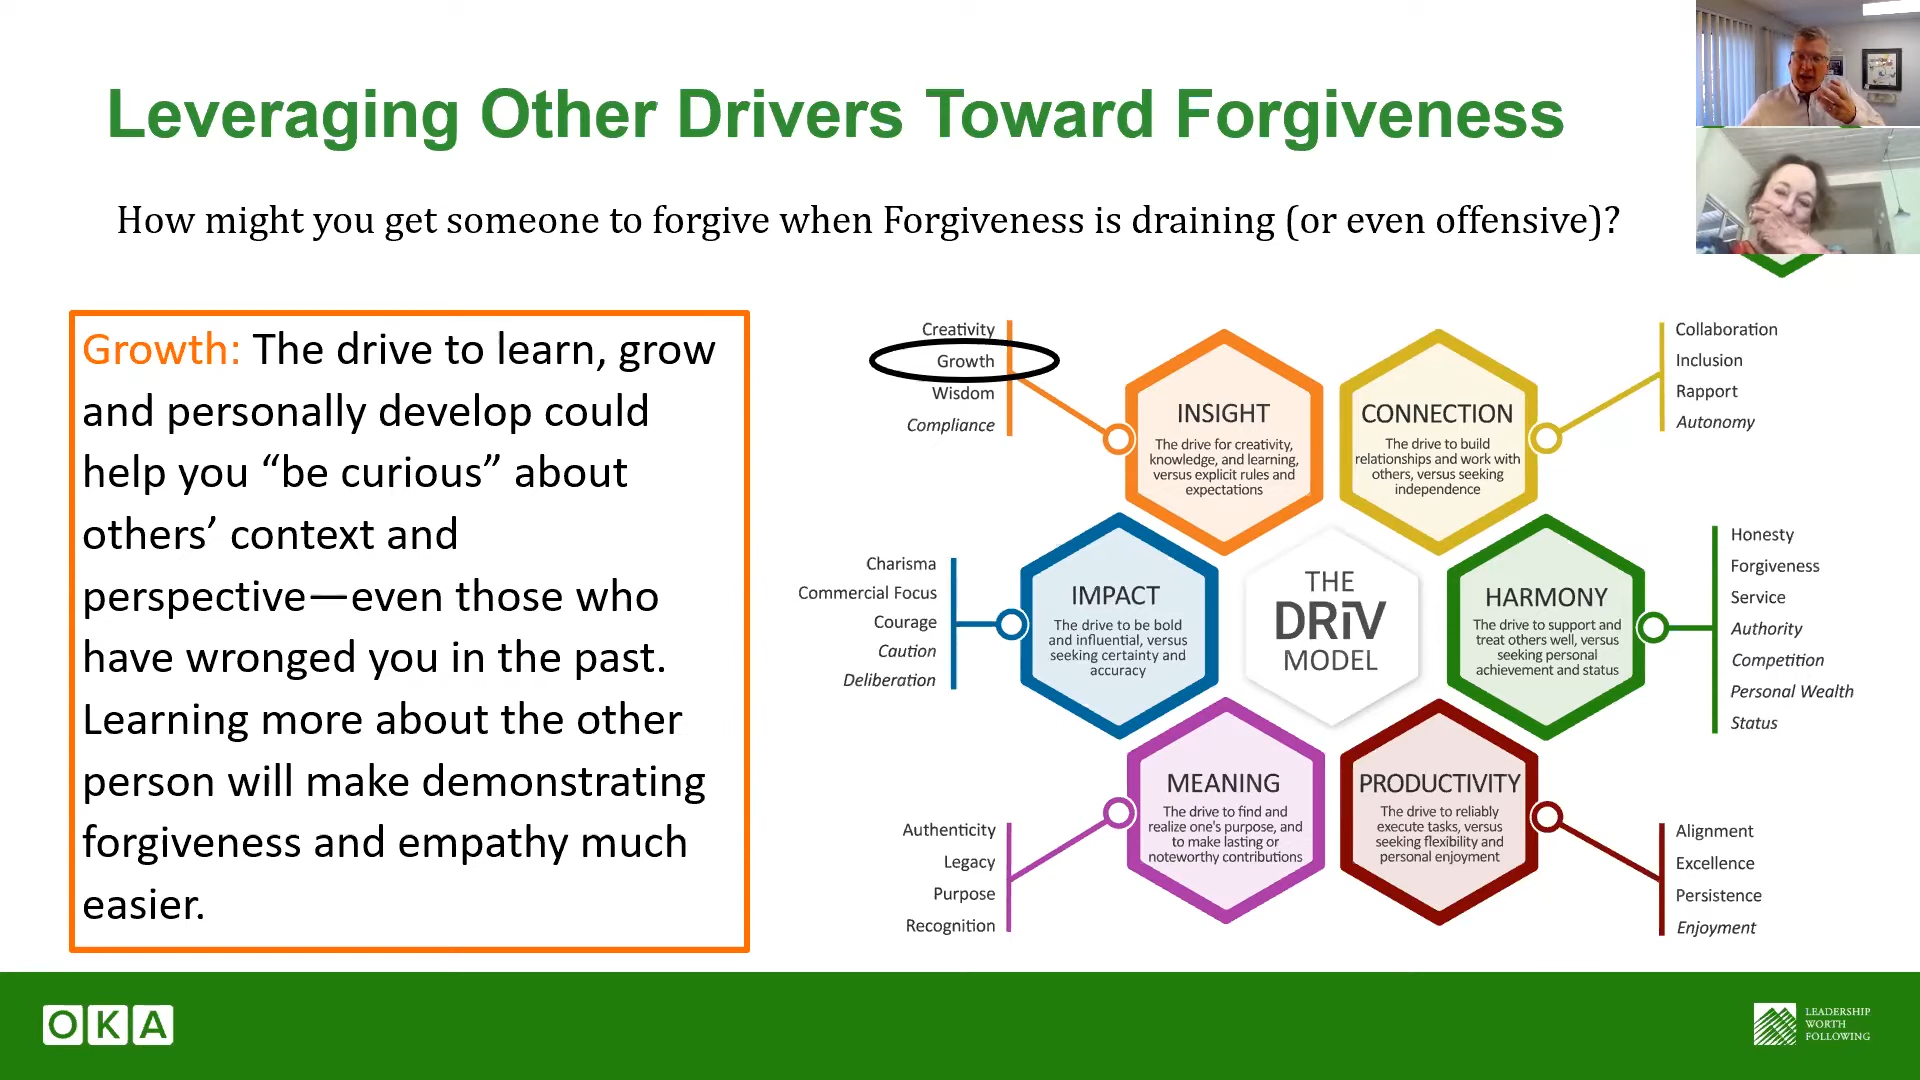 Leveraging Other Drivers Toward Forgiveness
How might you get someone to forgive when Forgiveness is draining (or even offensive)?
Growth: The drive to learn, grow
and personally develop could
help you “be curious” about
others’ context and
perspective—even those who
have wronged you in the past.
Learning more about the other
person will make demonstrating
forgiveness and empathy much
easier.
Creativity
Growth
Wisdom
Compliance
INSIGHT
The drive for creativity,
knowledge, and learning,
versus explicit rules and
expectations
CONNECTION
The drive to build
relationships and work with
others, versus seeking
independence
Collaboration
Inclusion
Rapport
Autonomy
Charisma
Commercial Focus
Courage
Caution
Deliberation
IMPACT
The drive to be bold
and influential, versus
seeking certainty and
accuracy
THE
DRiV
MODEL
HARMONY
The drive to support and
treat others well, versus
seeking personal
achievement and status
Honesty
Forgiveness
Service
Authority
Competition
Personal Wealth
Status
Authenticity
Legacy
Purpose
Recognition
MEANING
The drive to find and
realize one's purpose, and
to make lasting or
noteworthy contributions
PRODUCTIVITY
The drive to reliably
execute tasks, versus
seeking flexibility and
personal enjoyment
Alignment
Excellence
Persistence
Enjoyment
OKA
LEADERSHIP
WORTH
FOLLOWING